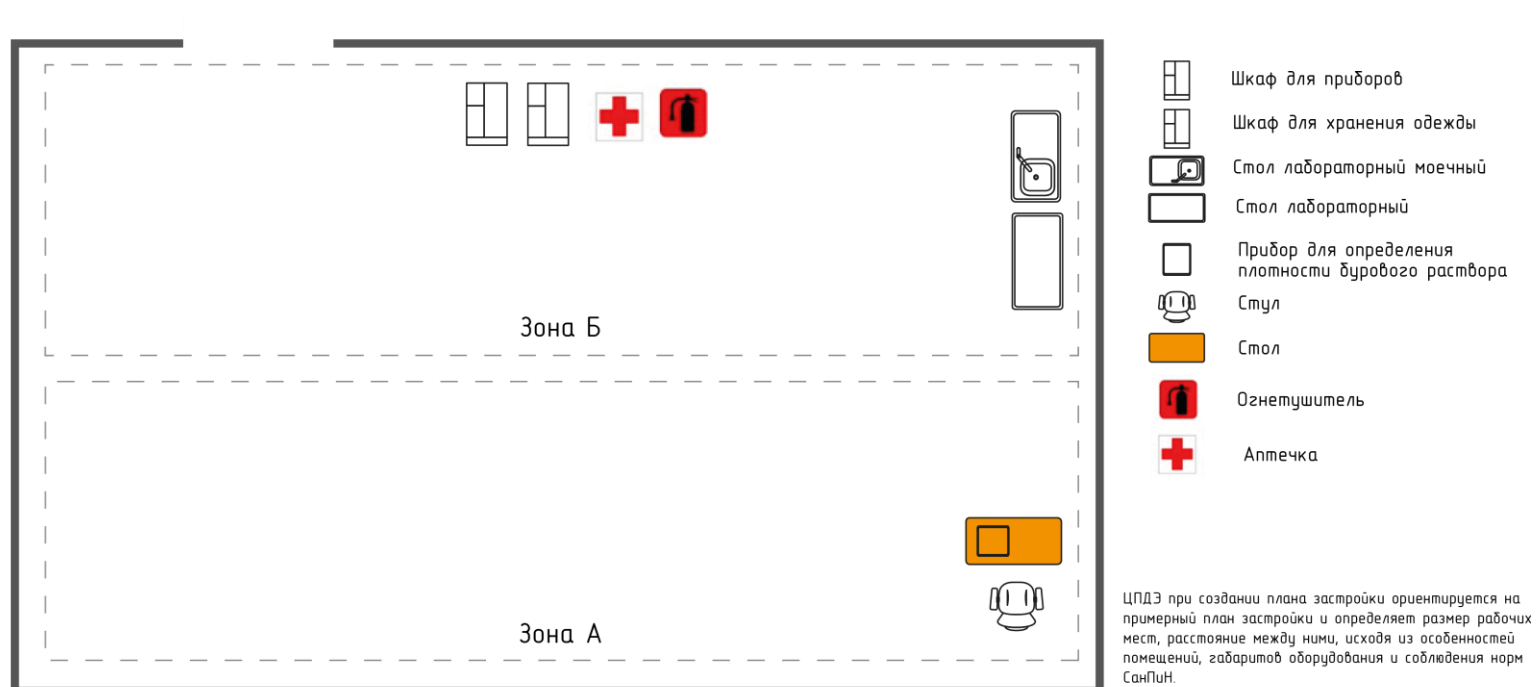 Шкаф для приборов
Шкаф для хранения одежды
Стол лабораторный моечный
Стол лабораторный
Прибор для определения
плотности бурового раствора
Стул
Стол
Огнетушитель
Аптечка
Зона Б
Зона А
ЦПДЭ при создании плана застройки ориентируется на
примерный план застройки и определяет размер рабочих
мест, расстояние между ними, исходя из особенностей
помещений, габаритов оборудования и соблюдения норм
СанПиН.